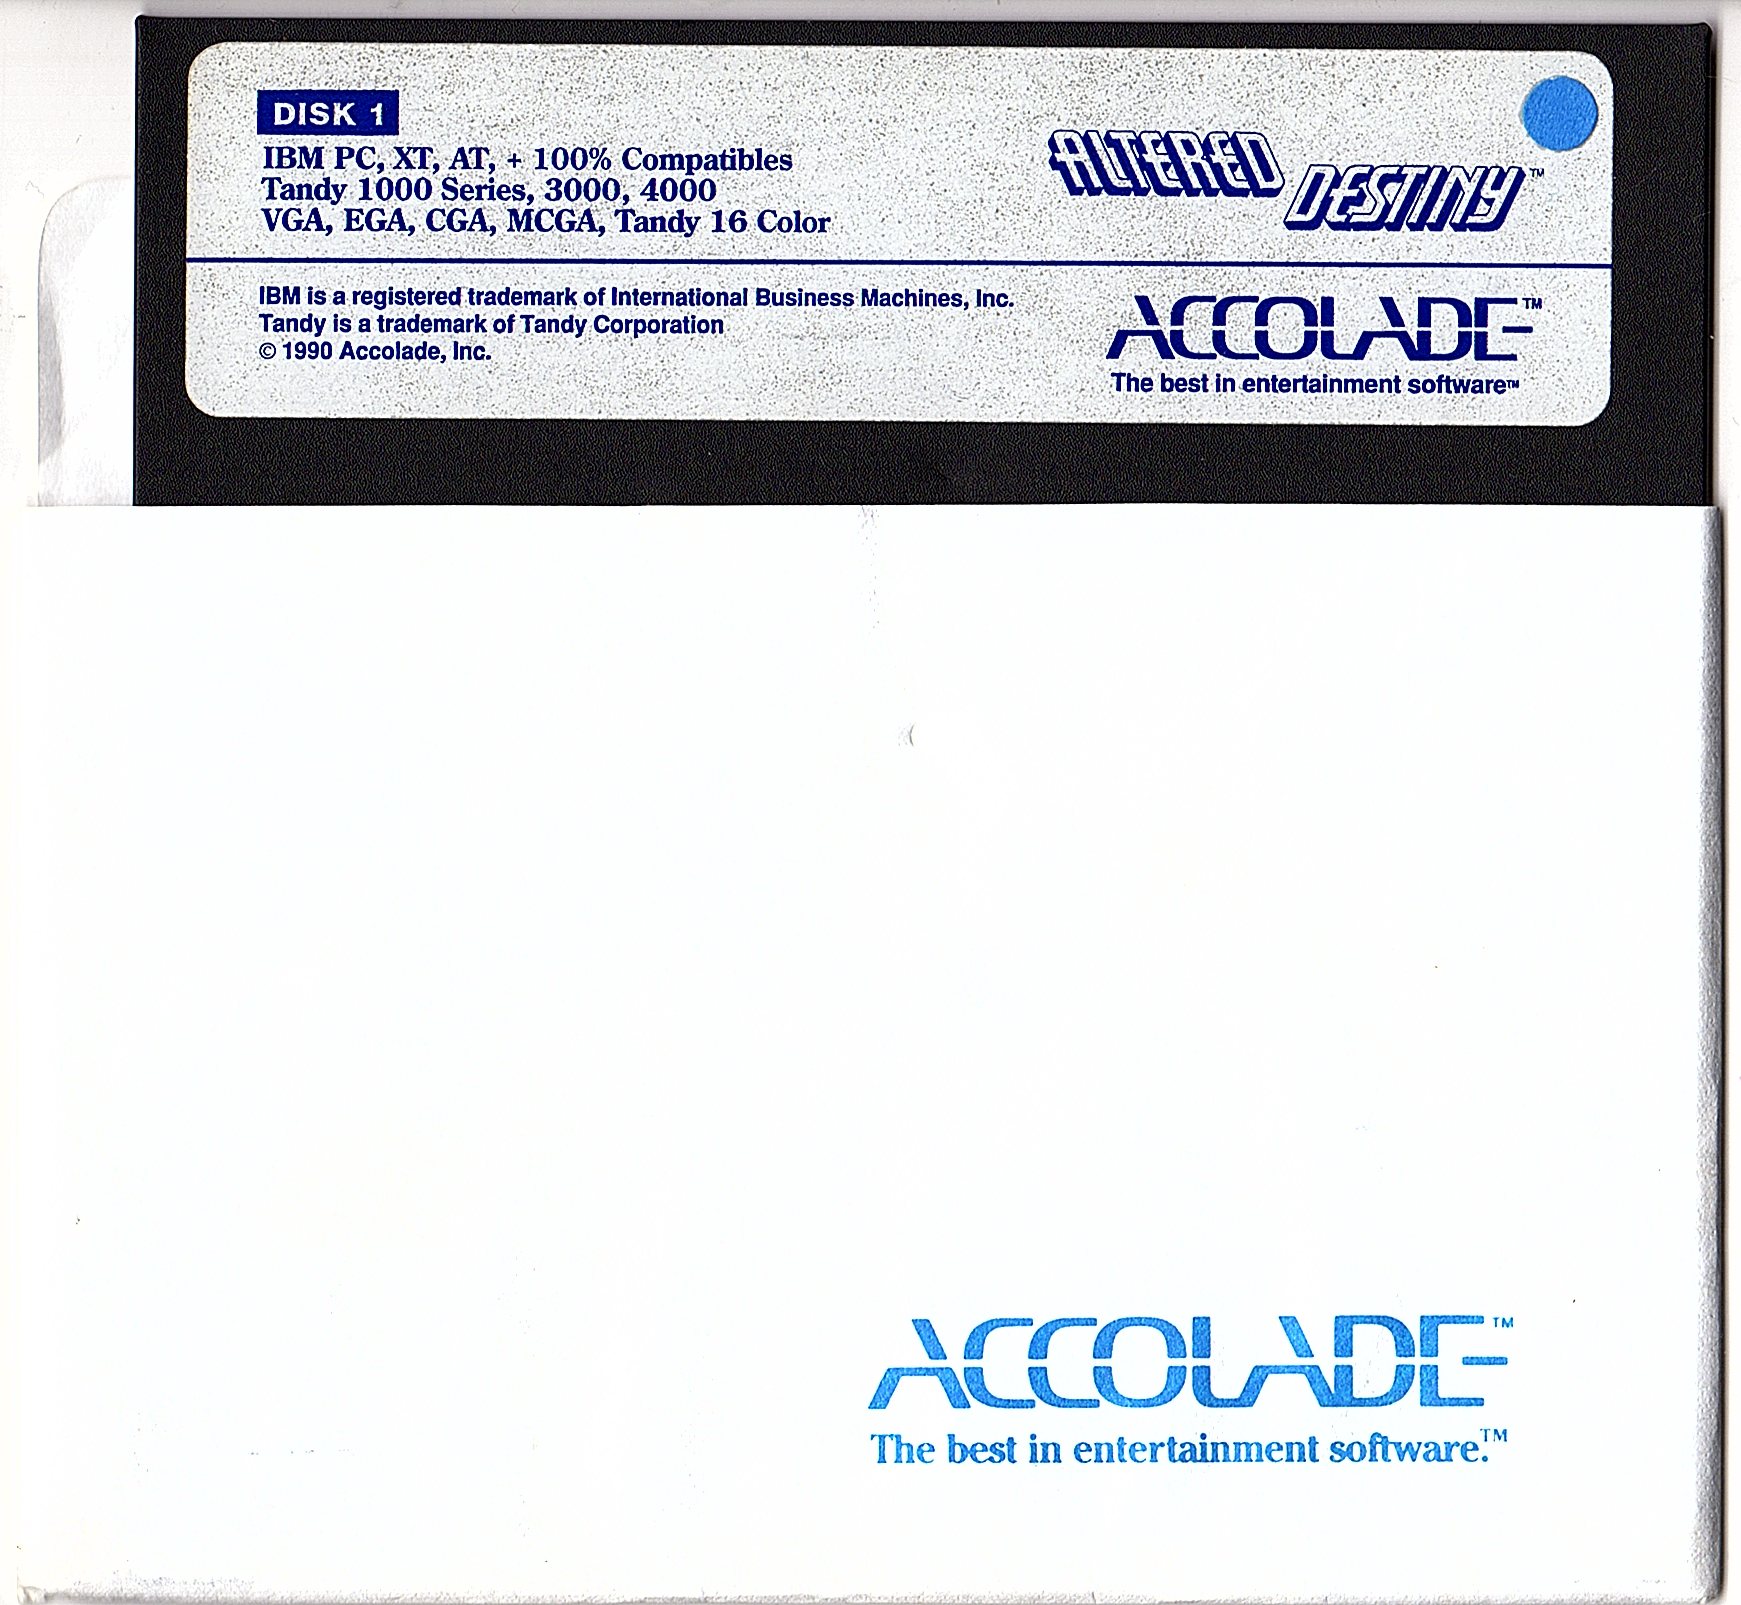 DISK 1
IBM PC, XT, AT, + 100% Compatibles
Tandy 1000 Series, 3000, 4000
VGA, EGA, CGA, MCGA, Tandy 16 Color
ALTERED
DESTINY™
IBM is a registered trademark of International Business Machines, Inc.
Tandy is a trademark of Tandy Corporation
© 1990 Accolade, Inc.
ACCOLADE™
The best in entertainment software™
ACCOLADE™
The best in entertainment software.™